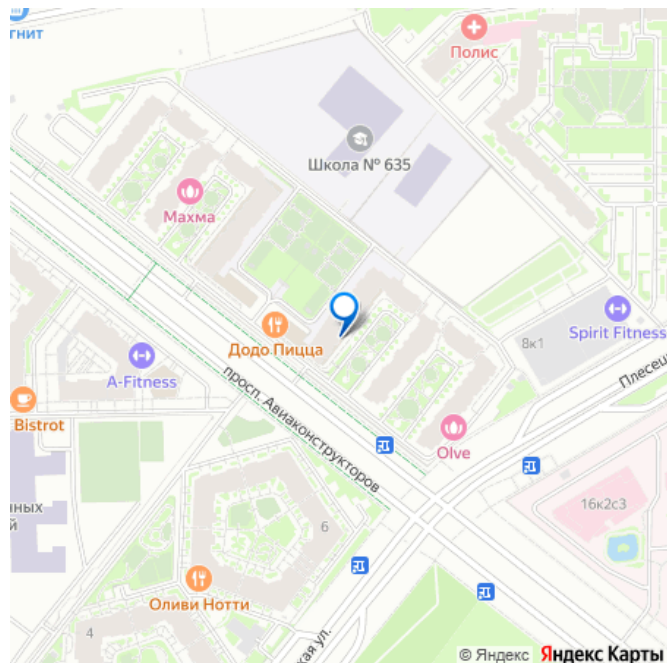 гнит
Полис
Школа № 635
Махма
Додо Пицца
A-Fitness
Bistrot
просп. Авиаконструкторов
Spirit Fitness
8к1
Плесец
Olve
16к2с3
нных
й
6
Оливи Нотти
4
кая ул.
© Яндекс Яндекс Карты